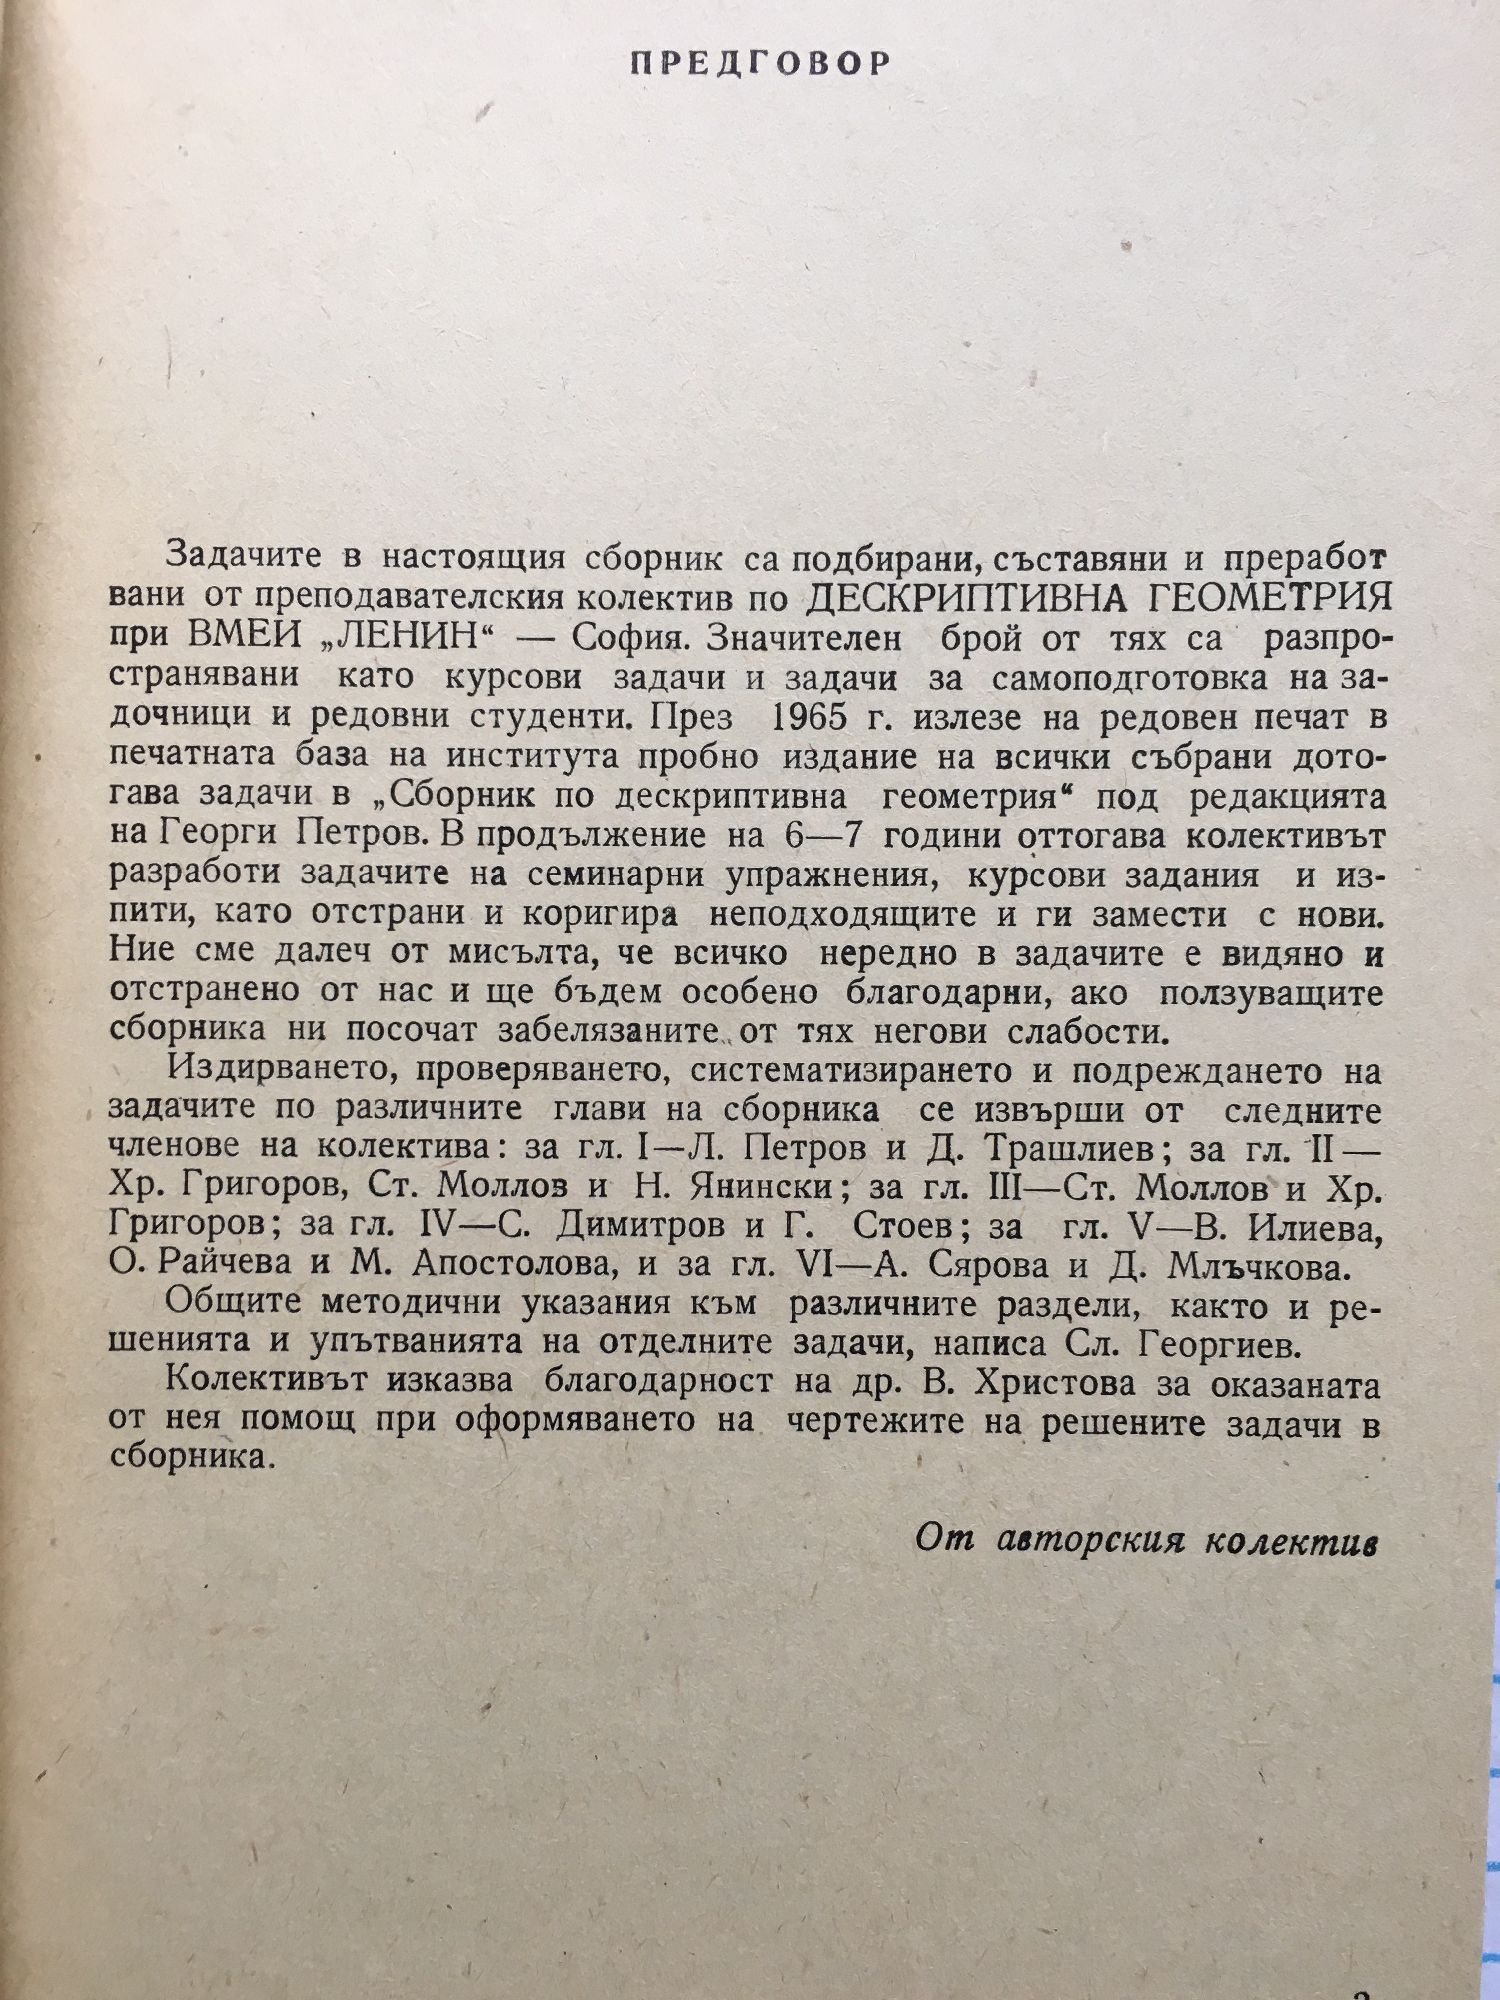 ПРЕДГОВОР
Задачите в настоящия сборник са подбирани, съставяни и преработ
вани от преподавателския колектив по ДЕСКРИПТИВНА ГЕОМЕТРИЯ
при ВМЕИ „ЛЕНИН“ — София. Значителен брой от тях са разпро-
странявани като курсови задачи и задачи за самоподготовка на за-
дочници и редовни студенти. През 1965 г. излезе на редовен печат в
печатната база на института пробно издание на всички събрани дото-
гава задачи в „Сборник по дескриптивна геометрия“ под редакцията
на Георги Петров. В продължение на 6—7 години оттогава колективът
разработи задачите на семинарни упражнения, курсови задания и из-
пити, като отстрани и коригира неподходящите и ги замести с нови.
Ние сме далеч от мисълта, че всичко нередно в задачите е видяно и
отстранено от нас и ще бъдем особено благодарни, ако ползуващите
сборника ни посочат забелязаните от тях негови слабости.
Издирването, проверяването, систематизирането и подреждането на
задачите по различните глави на сборника се извърши от следните
членове на колектива: за гл. I—Л. Петров и Д. Трашлиев; за гл. II—
Хр. Григоров, Ст. Моллов и Н. Янински; за гл. III—Ст. Моллов и Хр.
Григоров; за гл. IV—С. Димитров и Г. Стоев; за гл. V—В. Илиева,
О. Райчева и М. Апостолова, и за гл. VI—А. Сярова и Д. Млъчкова.
Общите методични указания към различните раздели, както и ре-
шенията и упътванията на отделните задачи, написа Сл. Георгиев.
Колективът изказва благодарност на др. В. Христова за оказаната
от нея помощ при оформяването на чертежите на решените задачи в
сборника.
От авторския колектив